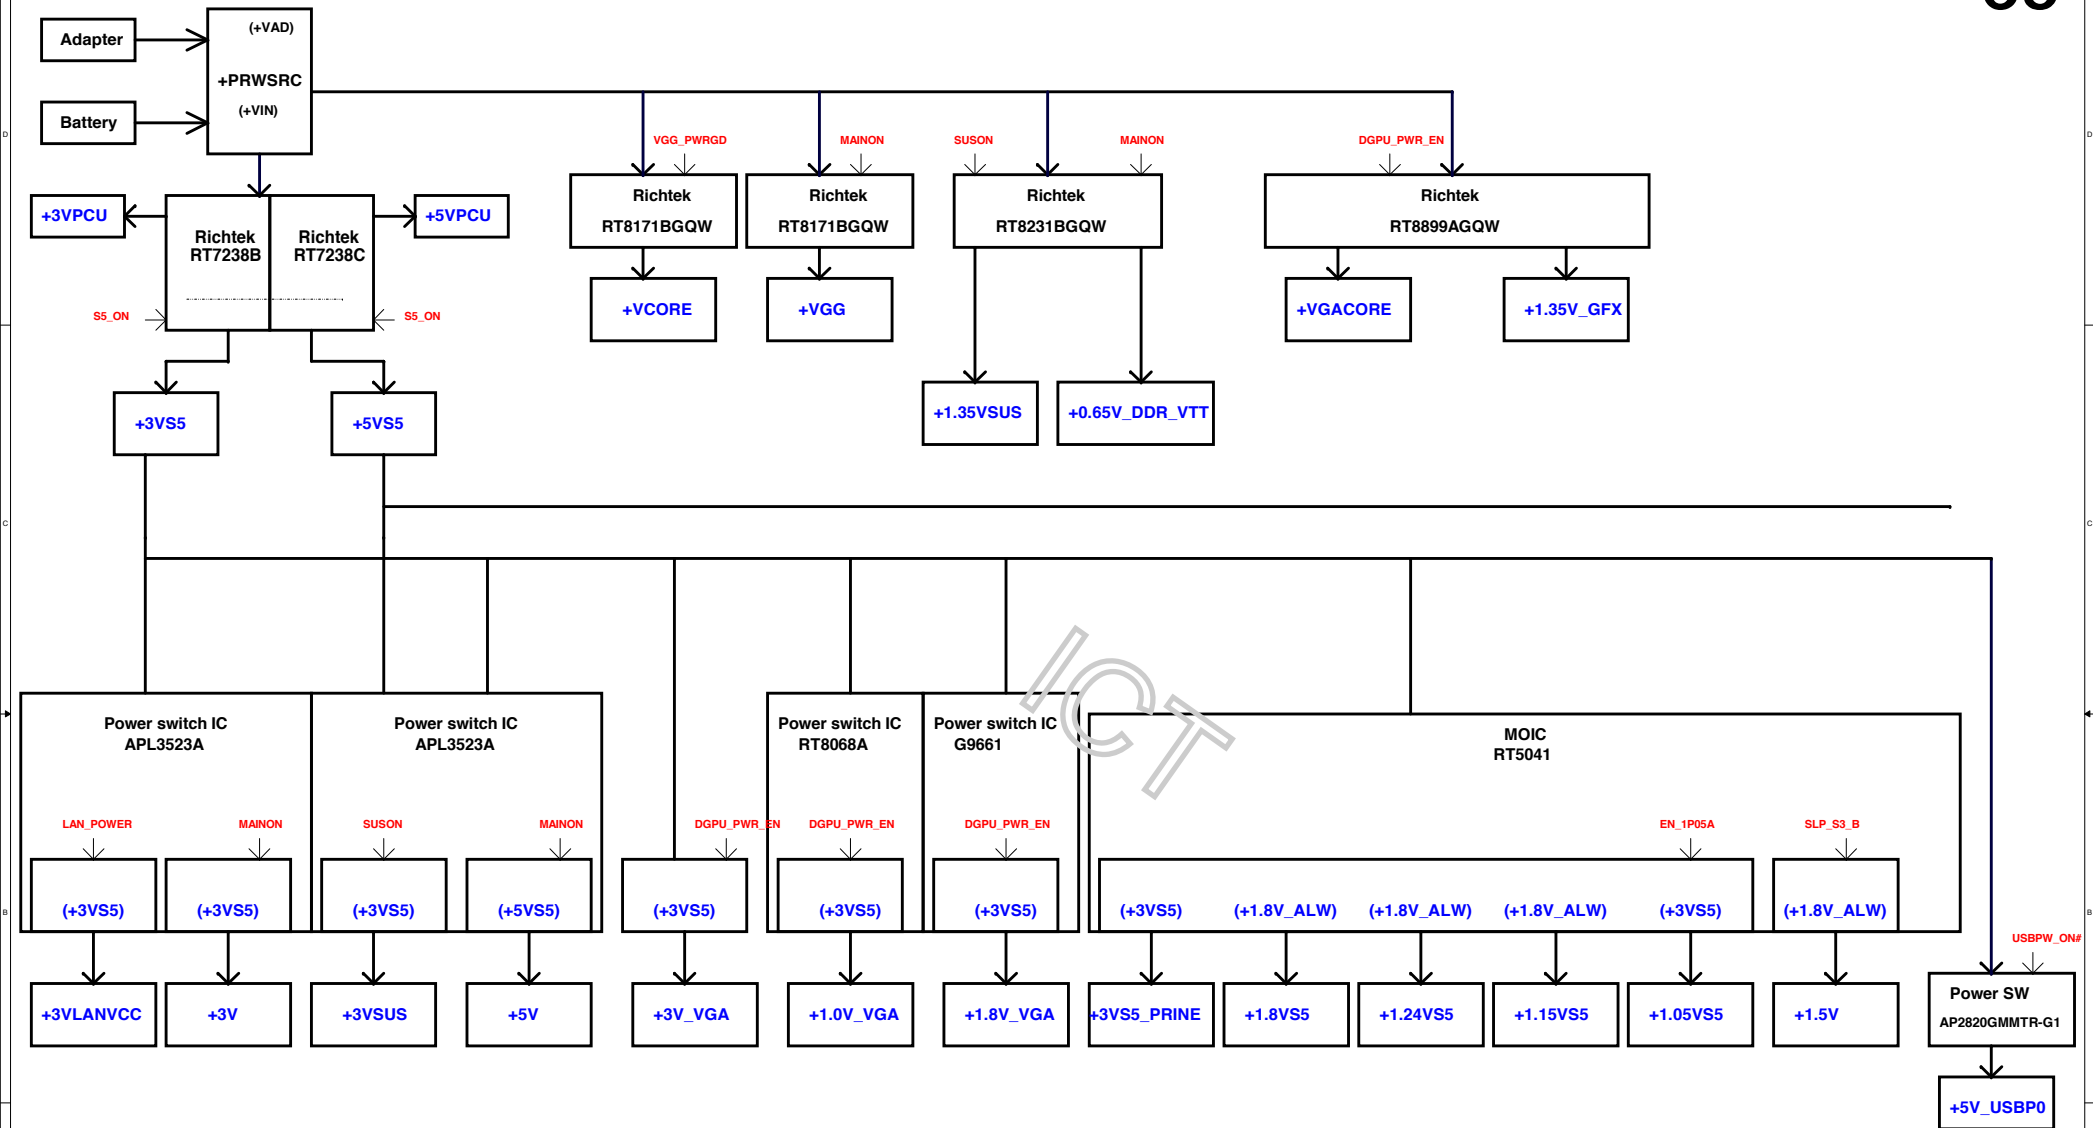 (+VAD)
Adapter
+PRWSRC
(+VIN)
Battery
VGG_PWRGD
MAINON
SUSON
MAINON
DGPU_PWR_EN
Richtek
RT8171BGQW
Richtek
RT8171BGQW
Richtek
RT8231BGQW
Richtek
RT8899AGQW
+3VPCU
+5VPCU
Richtek
RT7238B
Richtek
RT7238C
S5_ON
S5_ON
+VCORE
+VGG
+VGACORE
+1.35V_GFX
+3VS5
+5VS5
+1.35VSUS
+0.65V_DDR_VTT
ICT
Power switch IC
APL3523A
Power switch IC
APL3523A
Power switch IC
RT8068A
Power switch IC
G9661
MOIC
RT5041
LAN_POWER
MAINON
SUSON
MAINON
DGPU_PWR_EN
DGPU_PWR_EN
DGPU_PWR_EN
EN_1P05A
SLP_S3_B
(+3VS5)
(+3VS5)
(+3VS5)
(+5VS5)
(+3VS5)
(+3VS5)
(+3VS5)
(+3VS5)
(+1.8V_ALW)
(+1.8V_ALW)
(+1.8V_ALW)
(+3VS5)
(+1.8V_ALW)
USBPW_ON#
+3VLANVCC
+3V
+3VSUS
+5V
+3V_VGA
+1.0V_VGA
+1.8V_VGA
+3VS5_PRINE
+1.8VS5
+1.24VS5
+1.15VS5
+1.05VS5
+1.5V
Power SW
AP2820GMMTR-G1
+5V_USBP0
D
D
C
C
B
B